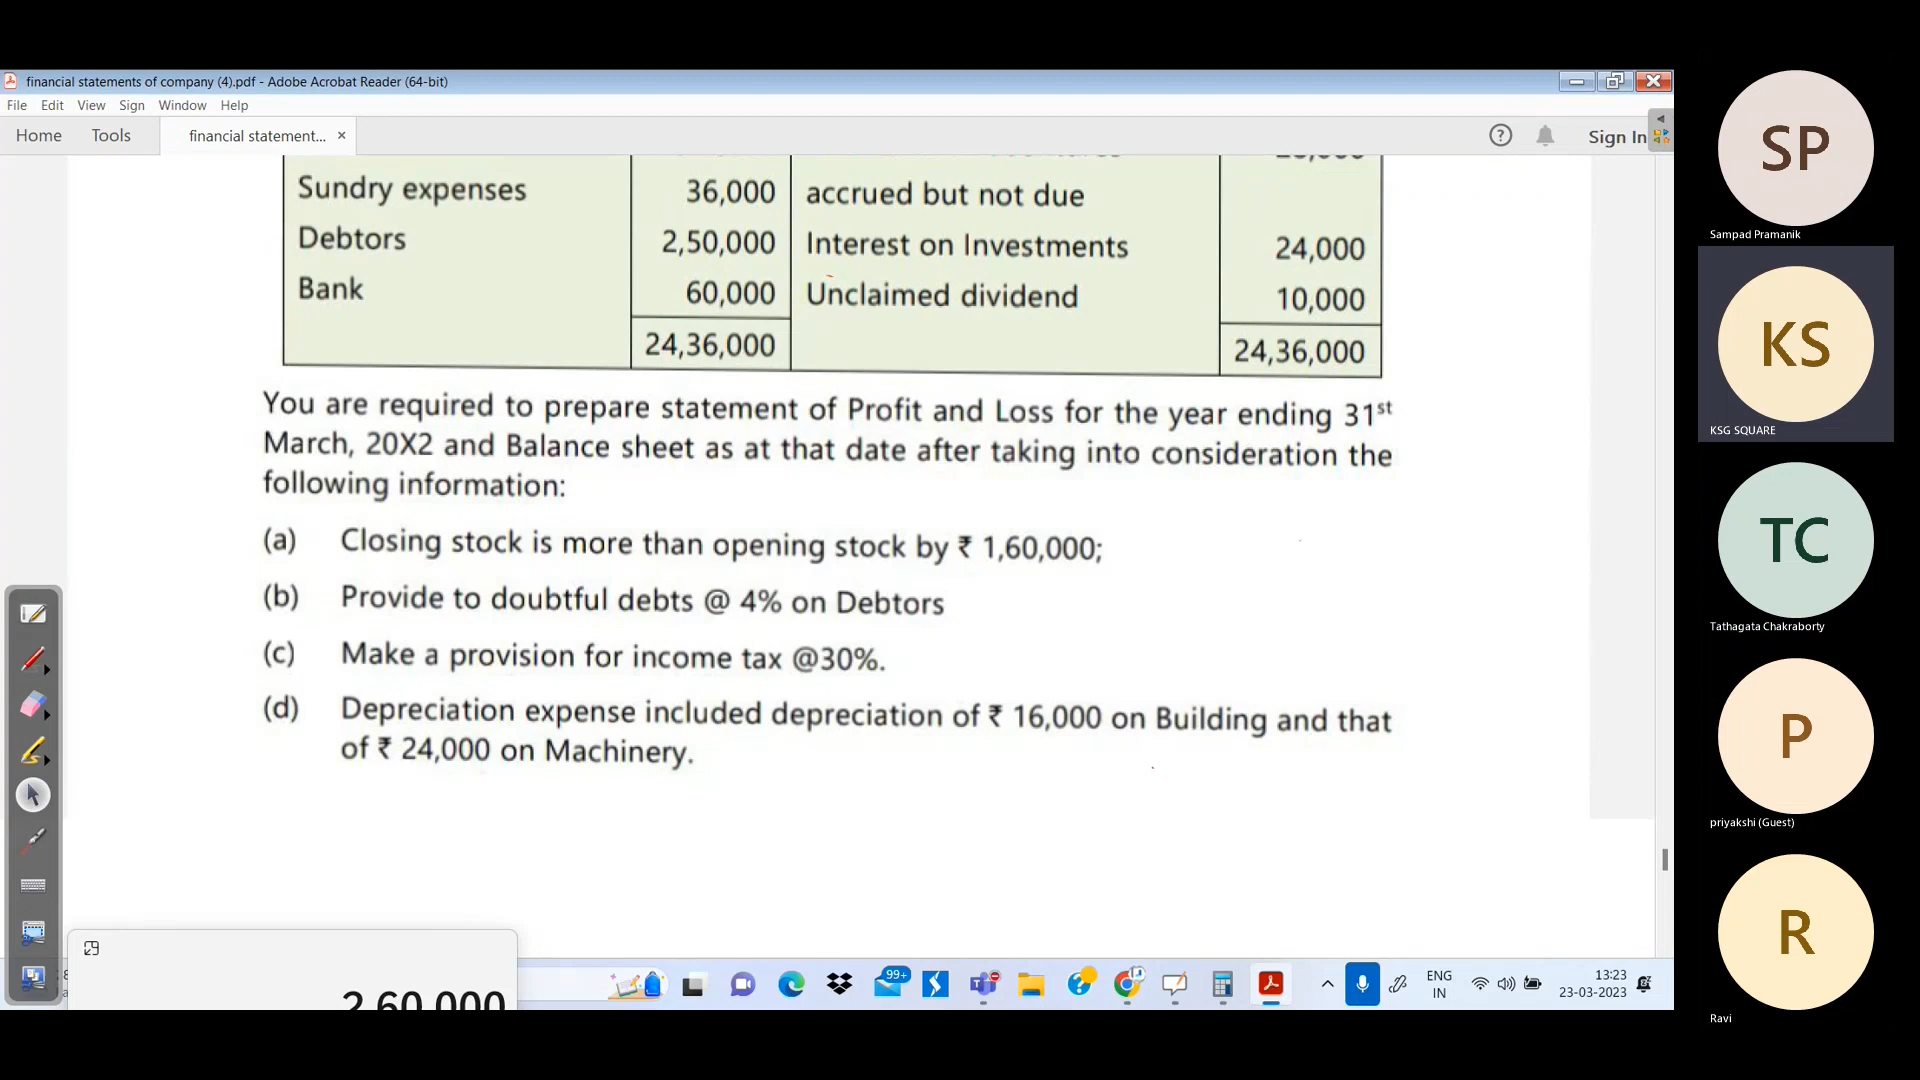 financial statements of company (4).pdf - Adobe Acrobat Reader (64-bit)
File Edit View Sign Window Help
Home Tools financial statement... ×
Sign In
Sundry expenses 36,000 accrued but not due
Debtors 2,50,000 Interest on Investments 24,000
Bank 60,000 Unclaimed dividend 10,000
24,36,000 24,36,000
You are required to prepare statement of Profit and Loss for the year ending 31st
March, 20X2 and Balance sheet as at that date after taking into consideration the
following information:
(a) Closing stock is more than opening stock by ₹ 1,60,000;
(b) Provide to doubtful debts @ 4% on Debtors
(c) Make a provision for income tax @30%.
(d) Depreciation expense included depreciation of ₹ 16,000 on Building and that
of ₹ 24,000 on Machinery.
2,60,000
99+
ENG
IN
13:23
23-03-2023
SP
Sampad Pramanik
KS
KSG SQUARE
TC
Tathagata Chakraborty
P
priyakshi (Guest)
R
Ravi